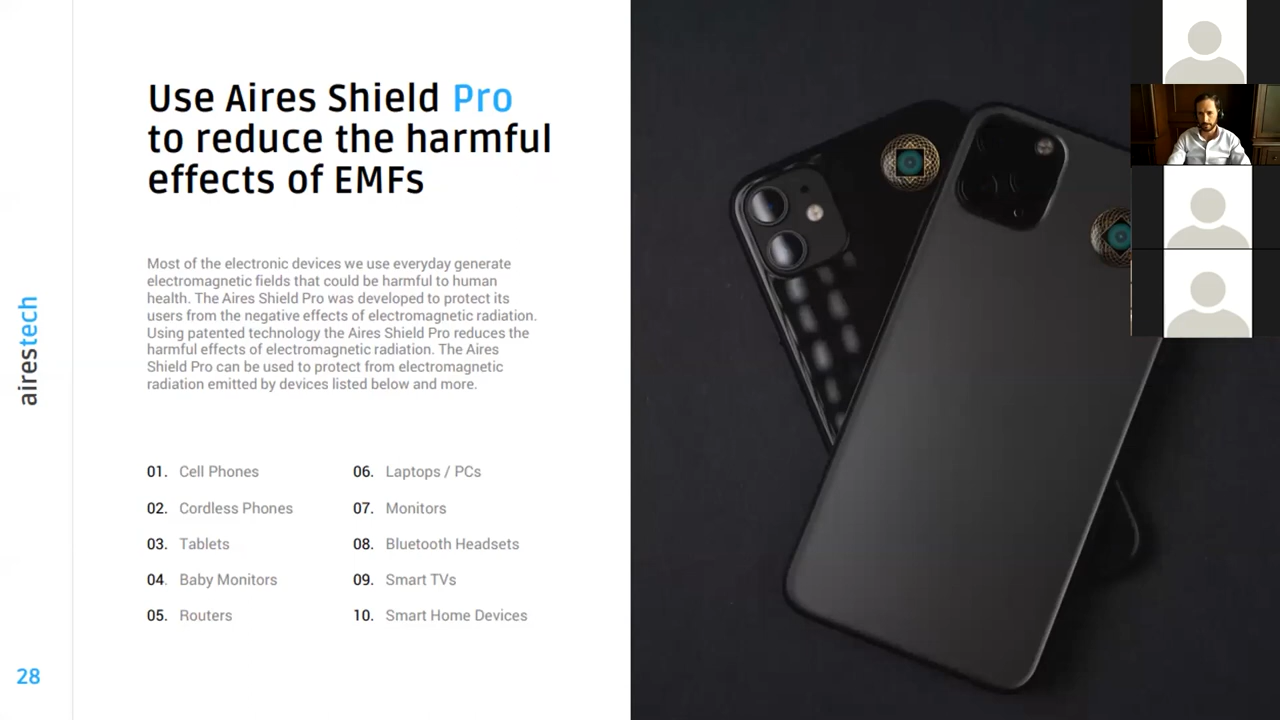 Use Aires Shield Pro
to reduce the harmful
effects of EMFs
Most of the electronic devices we use everyday generate
electromagnetic fields that could be harmful to human
health. The Aires Shield Pro was developed to protect its
users from the negative effects of electromagnetic radiation.
Using patented technology the Aires Shield Pro reduces the
harmful effects of electromagnetic radiation. The Aires
Shield Pro can be used to protect from electromagnetic
radiation emitted by devices listed below and more.
01. Cell Phones
02. Cordless Phones
03. Tablets
04. Baby Monitors
05. Routers
06. Laptops / PCs
07. Monitors
08. Bluetooth Headsets
09. Smart TVs
10. Smart Home Devices
airestech
28